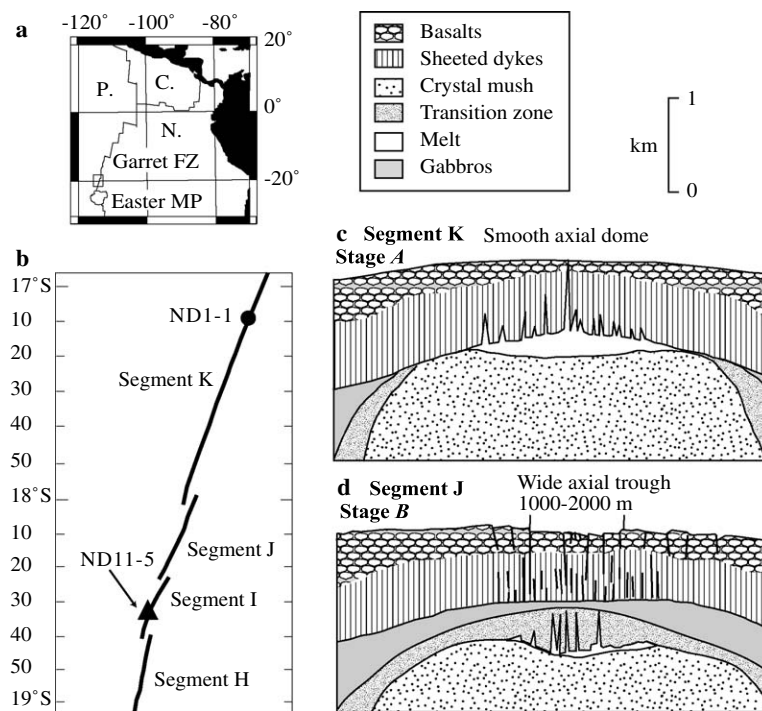 a
-120° -100° -80°
20°
0°
-20°
P.
C.
N.
Garret FZ
Easter MP
Basalts
Sheeted dykes
Crystal mush
Transition zone
Melt
Gabbros
1
km
0
b
17°S
10
20
30
40
50
18°S
10
20
30
40
50
19°S
ND1-1
Segment K
Segment J
ND11-5
Segment I
Segment H
c Segment K Smooth axial dome
Stage A
d Segment J
Stage B
Wide axial trough
1000-2000 m